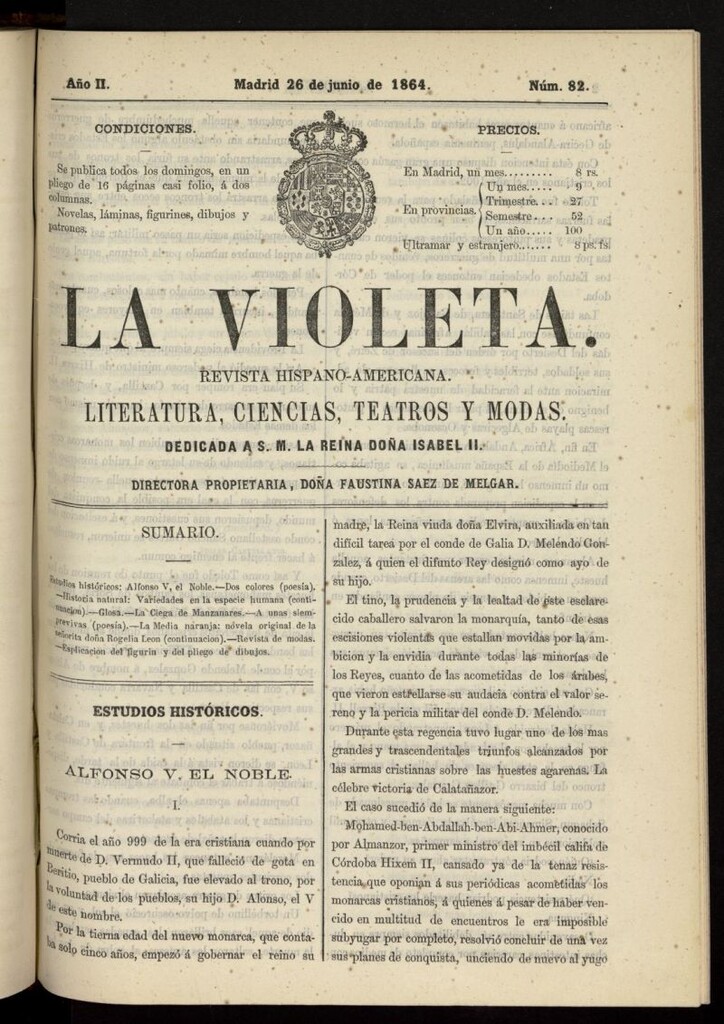 Año II.
Madrid 26 de junio de 1864.
Núm. 82.
CONDICIONES.
Se publica todos los domingos, en un
pliego de 16 páginas casi folio, á dos
columnas.
Novelas, láminas, figurines, dibujos y
patrones.
PRECIOS.
En Madrid, un mes......... 8 rs.
En provincias.
Un mes..... 9
Trimestre... 27
Semestre... 52
Un año..... 100
Ultramar y estranjero....... 8 ps. fs.
LA VIOLETA.
REVISTA HISPANO-AMERICANA.
LITERATURA, CIENCIAS, TEATROS Y MODAS.
DEDICADA A S. M. LA REINA DOÑA ISABEL II.
DIRECTORA PROPIETARIA, DOÑA FAUSTINA SAEZ DE MELGAR.
SUMARIO.
Estudios históricos: Alfonso V, el Noble.—Dos colores (poesía).
—Historia natural: Variedades en la especie humana (conti-
nuacion).—Glosa.—La Ciega de Manzanares.—A unas siem-
previvas (poesía).—La Media naranja: novela original de la
señorita doña Rogelia Leon (continuacion).—Revista de modas.
—Esplicacion del figurin y del pliego de dibujos.
ESTUDIOS HISTÓRICOS.
ALFONSO V, EL NOBLE.
I.
Corria el año 999 de la era cristiana cuando por
muerte de D. Vermudo II, que falleció de gota en
Beritio, pueblo de Galicia, fue elevado al trono, por
la voluntad de los pueblos, su hijo D. Alonso, el V
de este nombre.
Por la tierna edad del nuevo monarca, que conta-
ba solo cinco años, empezó á gobernar el reino su
madre, la Reina viuda doña Elvira, auxiliada en tan
difícil tarea por el conde de Galia D. Melendo Gon-
zalez, á quien el difunto Rey designó como ayo de
su hijo.
El tino, la prudencia y la lealtad de este esclare-
cido caballero salvaron la monarquía, tanto de esas
escisiones violentas que estallan movidas por la am-
bicion y la envidia durante todas las minorías de
los Reyes, cuanto de las acometidas de los árabes,
que vieron estrellarse su audacia contra el valor se-
reno y la pericia militar del conde D. Melendo.
Durante esta regencia tuvo lugar uno de los mas
grandes y trascendentales triunfos alcanzados por
las armas cristianas sobre las huestes agarenas. La
célebre victoria de Calatañazor.
El caso sucedió de la manera siguiente:
Mohamed-ben-Abdallah-ben-Abi-Ahmer, conocido
por Almanzor, primer ministro del imbécil califa de
Córdoba Hixem II, cansado ya de la tenaz resis-
tencia que oponian á sus periódicas acometidas los
monarcas cristianos, á quienes á pesar de haber ven-
cido en multitud de encuentros le era imposible
subyugar por completo, resolvió concluir de una vez
sus planes de conquista, unciendo de nuevo al yugo